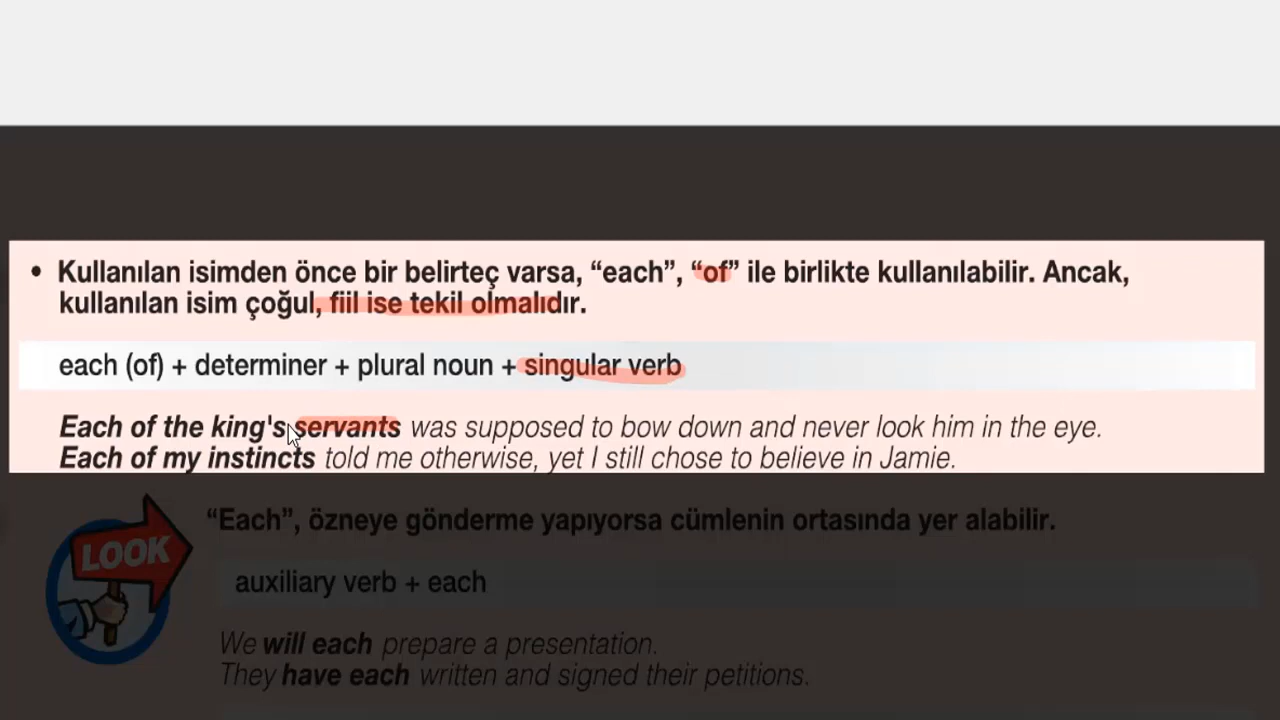 • Kullanılan isimden önce bir belirteç varsa, “each”, “of” ile birlikte kullanılabilir. Ancak,
kullanılan isim çoğul, fiil ise tekil olmalıdır.
each (of) + determiner + plural noun + singular verb
Each of the king's servants was supposed to bow down and never look him in the eye.
Each of my instincts told me otherwise, yet I still chose to believe in Jamie.
LOOK
“Each”, özneye gönderme yapıyorsa cümlenin ortasında yer alabilir.
auxiliary verb + each
We will each prepare a presentation.
They have each written and signed their petitions.